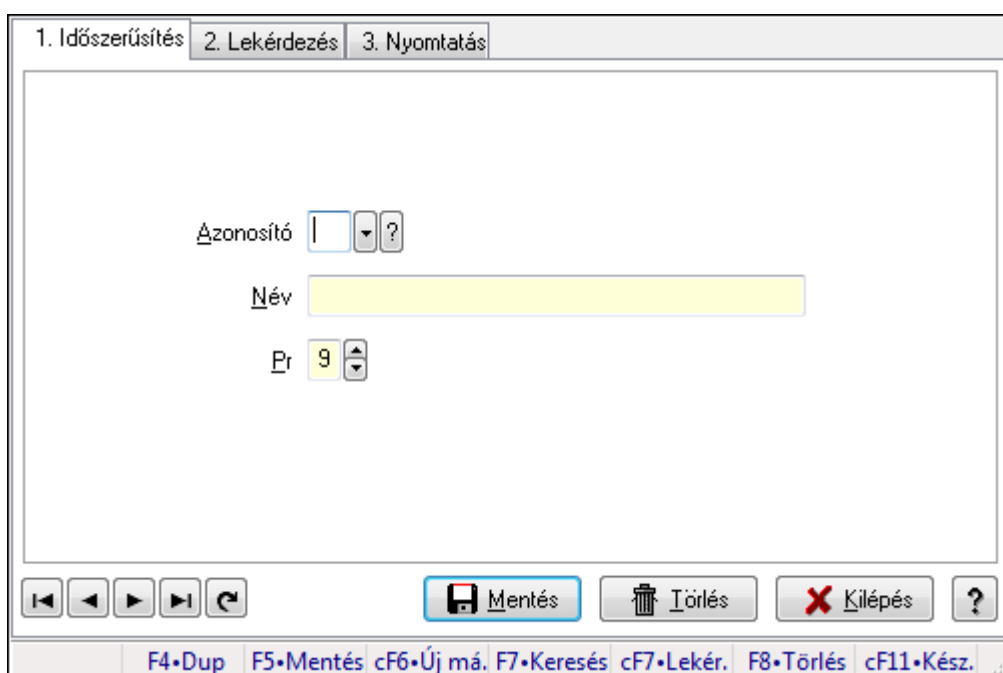 1. Időszerűsítés 2. Lekérdezés 3. Nyomtatás
Azonosító ?
Név
Pr 9
Mentés Törlés Kilépés ?
F4•Dup F5•Mentés cF6•Új má. F7•Keresés cF7•Lekér. F8•Törlés cF11•Kész.